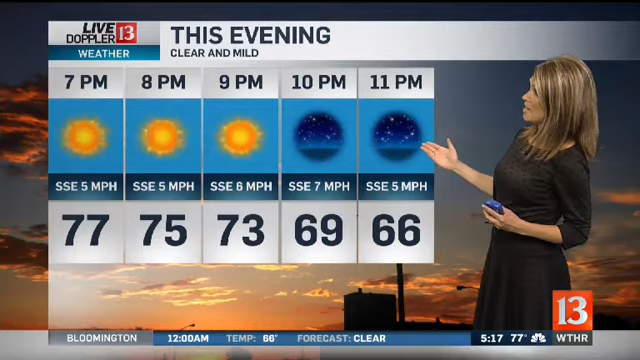 LIVE
DOPPLER 13
WEATHER
THIS EVENING
CLEAR AND MILD
7 PM 8 PM 9 PM 10 PM 11 PM
SSE 5 MPH SSE 5 MPH SSE 6 MPH SSE 7 MPH SSE 5 MPH
77 75 73 69 66
13
BLOOMINGTON 12:00AM TEMP: 66° FORECAST: CLEAR 5:17 77° WTHR